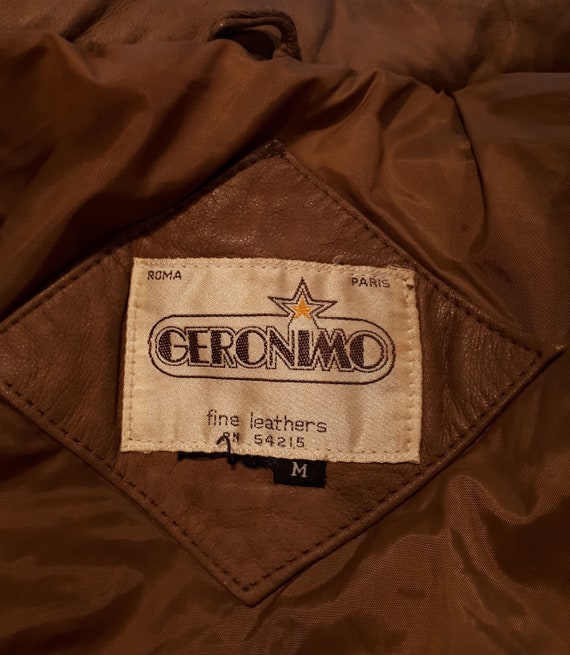 ROMA PARIS
GERONIMO
fine leathers
RN 54215
M